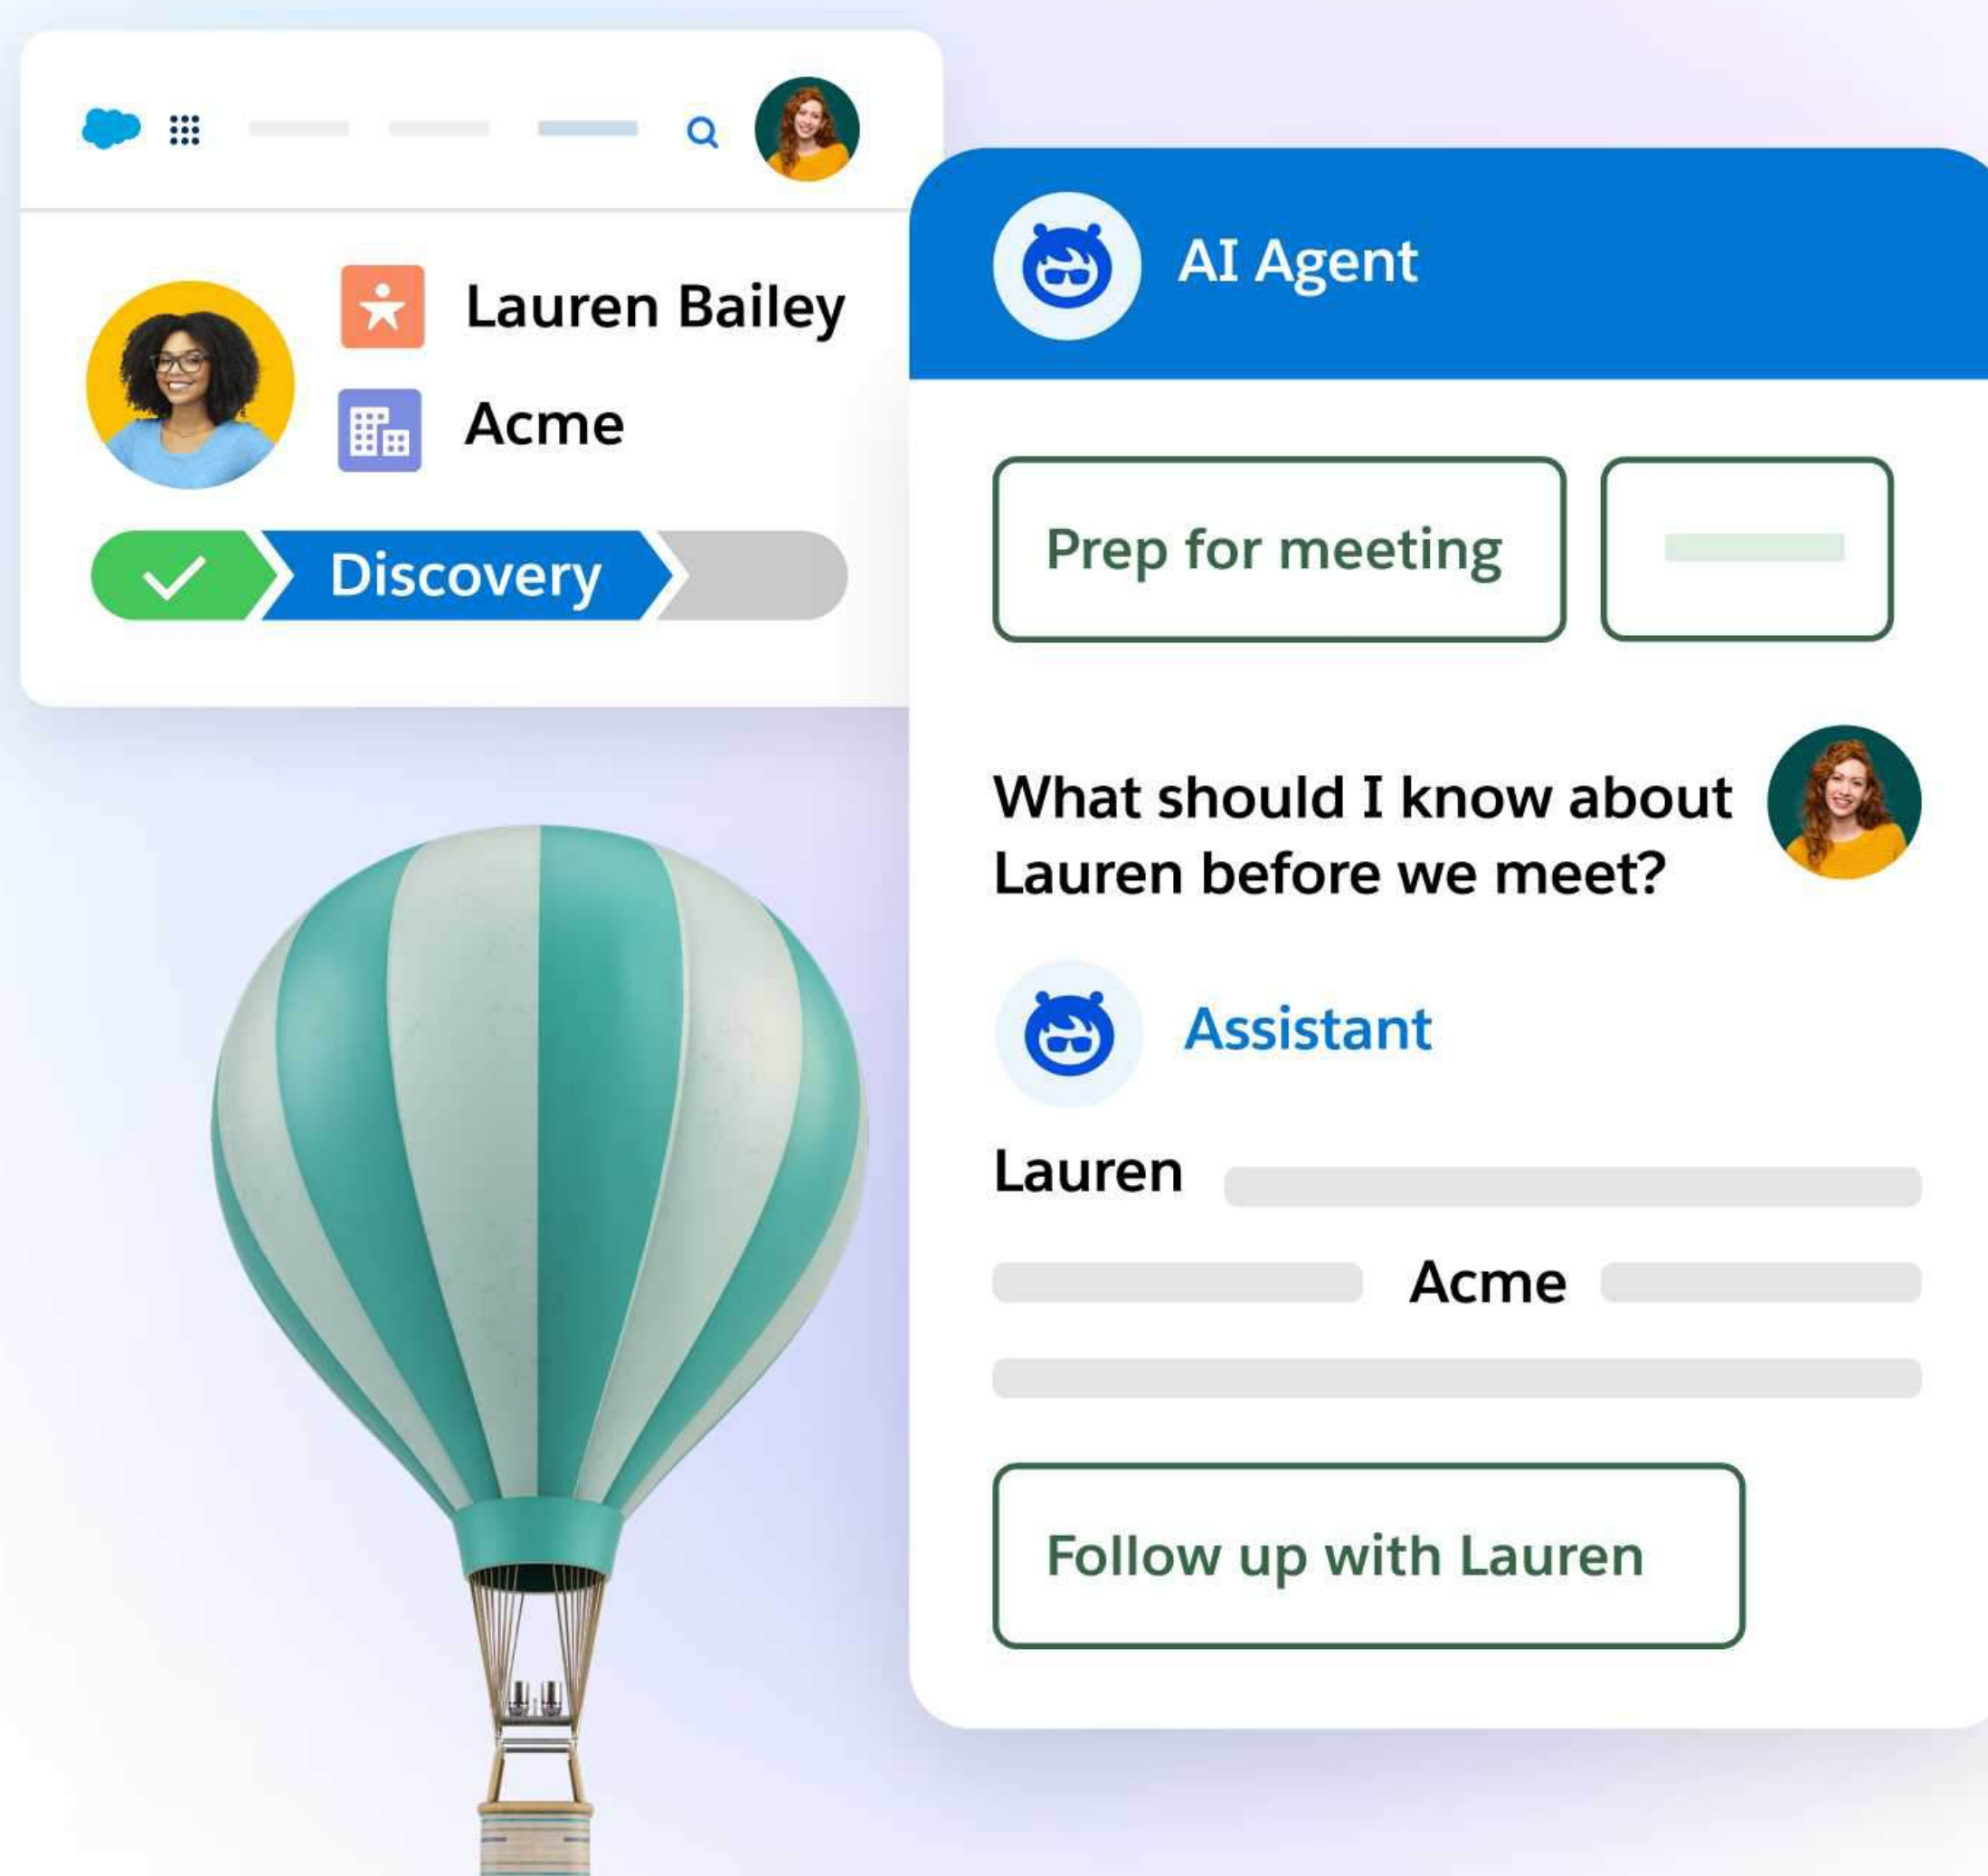 Lauren Bailey
Acme
Discovery
AI Agent
Prep for meeting
What should I know about
Lauren before we meet?
Assistant
Lauren
Acme
Follow up with Lauren